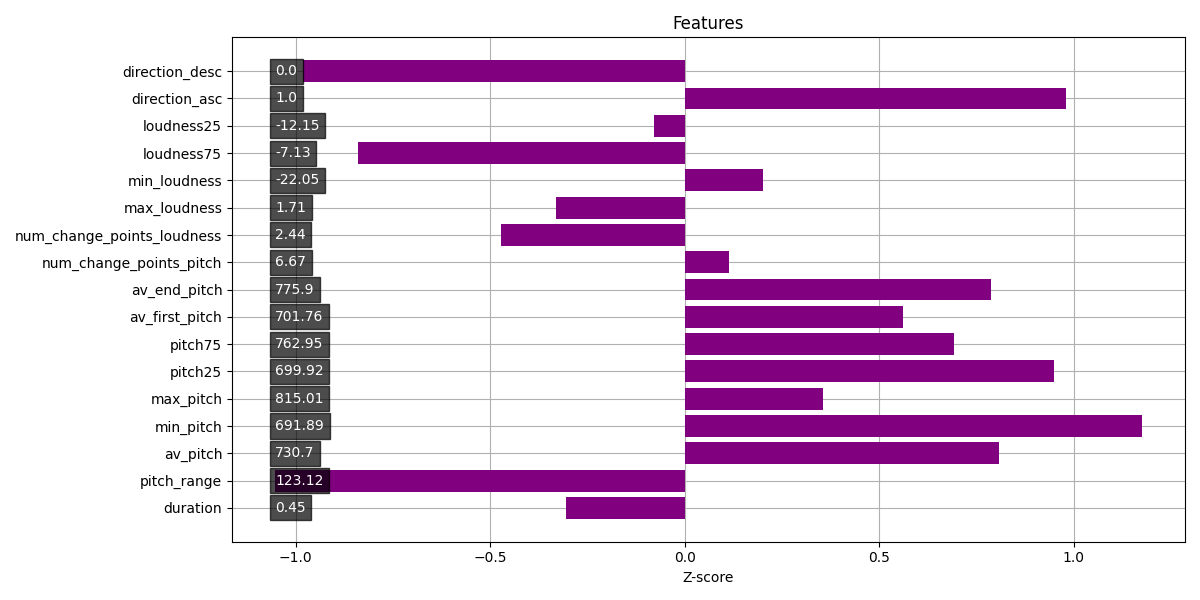 Features
direction_desc 0.0
direction_asc 1.0
loudness25 -12.15
loudness75 -7.13
min_loudness -22.05
max_loudness 1.71
num_change_points_loudness 2.44
num_change_points_pitch 6.67
av_end_pitch 775.9
av_first_pitch 701.76
pitch75 762.95
pitch25 699.92
max_pitch 815.01
min_pitch 691.89
av_pitch 730.7
pitch_range 123.12
duration 0.45
−1.0 −0.5 0.0 0.5 1.0
Z-score